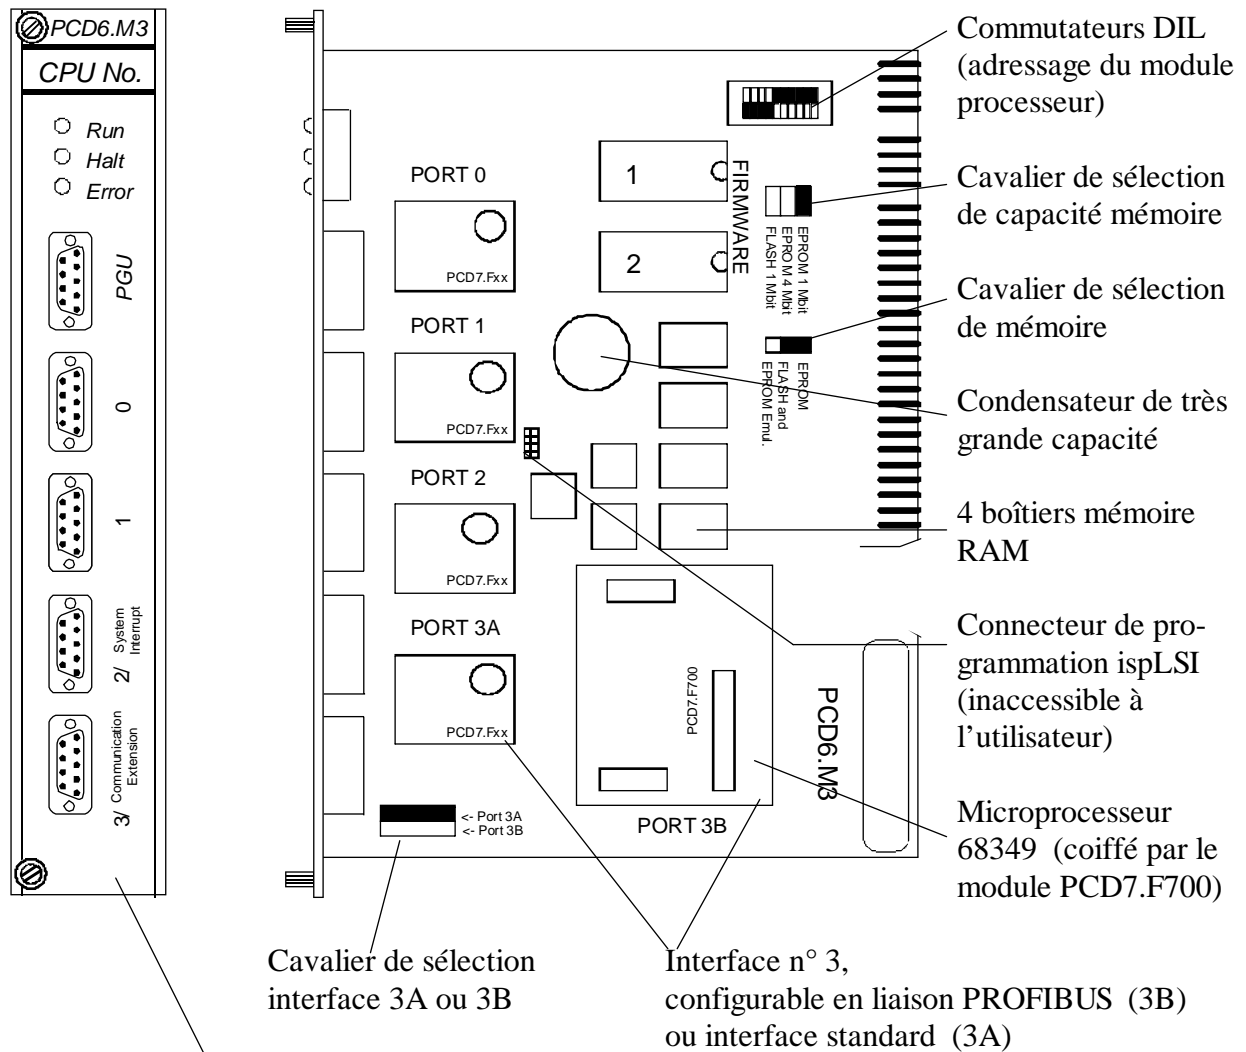 PCD6.M3
CPU No.
Run
Halt
Error
PGU
0
1
2/ System
Interrupt
3/ Communication
Extension
PORT 0
PCD7.Fxx
PORT 1
PCD7.Fxx
PORT 2
PCD7.Fxx
PORT 3A
PCD7.Fxx
<- Port 3A
<- Port 3B
1
2
FIRMWARE
EPROM 1 Mbit
EPROM 4 Mbit
FLASH 1 Mbit
EPROM
FLASH and
EPROM Emul.
PCD7.F700
PORT 3B
PCD6.M3
Commutateurs DIL
(adressage du module
processeur)
Cavalier de sélection
de capacité mémoire
Cavalier de sélection
de mémoire
Condensateur de très
grande capacité
4 boîtiers mémoire
RAM
Connecteur de pro-
grammation ispLSI
(inaccessible à
l'utilisateur)
Microprocesseur
68349 (coiffé par le
module PCD7.F700)
Cavalier de sélection
interface 3A ou 3B
Interface n° 3,
configurable en liaison PROFIBUS (3B)
ou interface standard (3A)